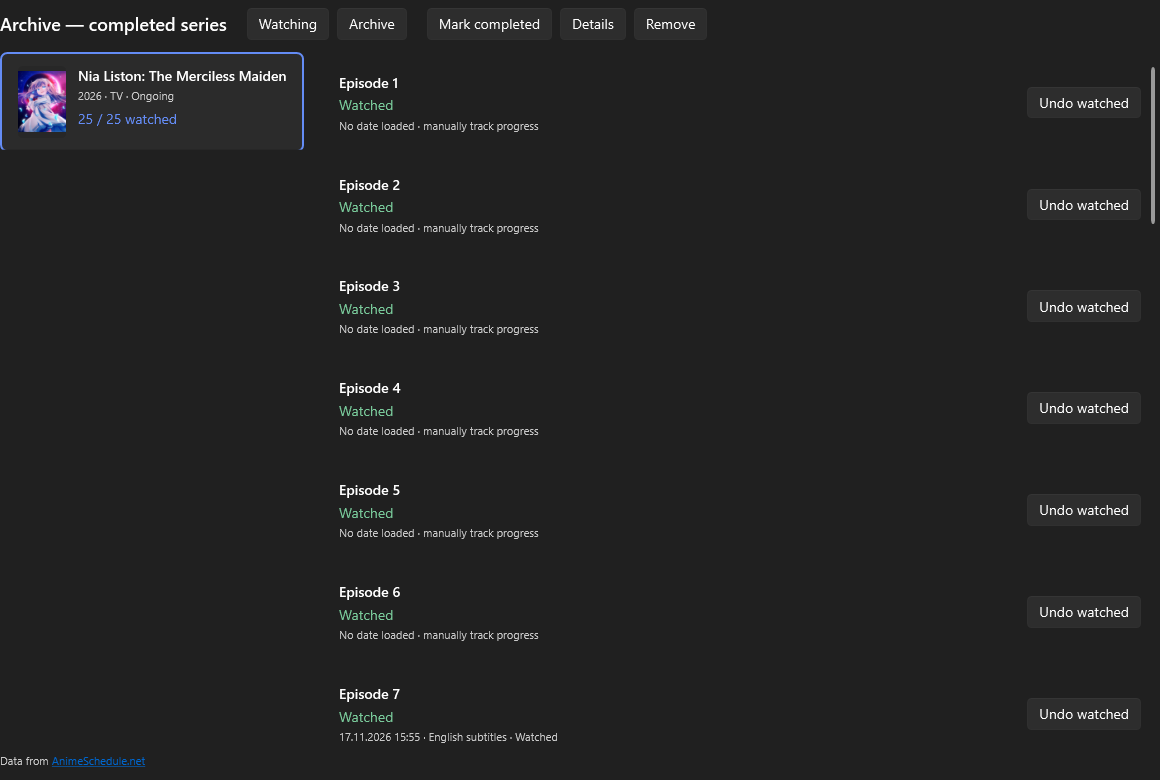 Archive — completed series
Watching
Archive
Mark completed
Details
Remove
Nia Liston: The Merciless Maiden
2026 · TV · Ongoing
25 / 25 watched
Episode 1
Watched
No date loaded · manually track progress
Undo watched
Episode 2
Watched
No date loaded · manually track progress
Undo watched
Episode 3
Watched
No date loaded · manually track progress
Undo watched
Episode 4
Watched
No date loaded · manually track progress
Undo watched
Episode 5
Watched
No date loaded · manually track progress
Undo watched
Episode 6
Watched
No date loaded · manually track progress
Undo watched
Episode 7
Watched
17.11.2026 15:55 · English subtitles · Watched
Undo watched
Data from AnimeSchedule.net